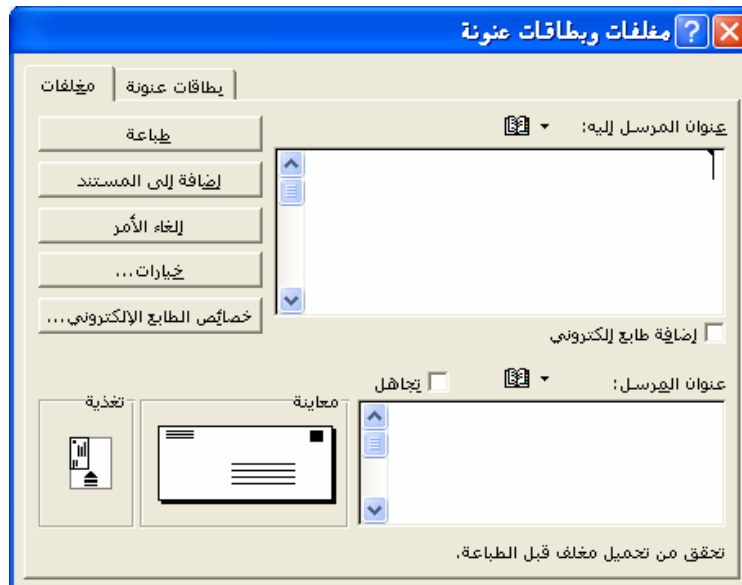 مغلفات وبطاقات عنونة
مغلفات
بطاقات عنونة
عنوان المرسل إليه:
طباعة
إضافة إلى المستند
إلغاء الأمر
خيارات...
خصائص الطابع الإلكتروني...
إضافة طابع إلكتروني
عنوان المرسل:
تجاهل
معاينة
تغذية
تحقق من تحميل مغلف قبل الطباعة.